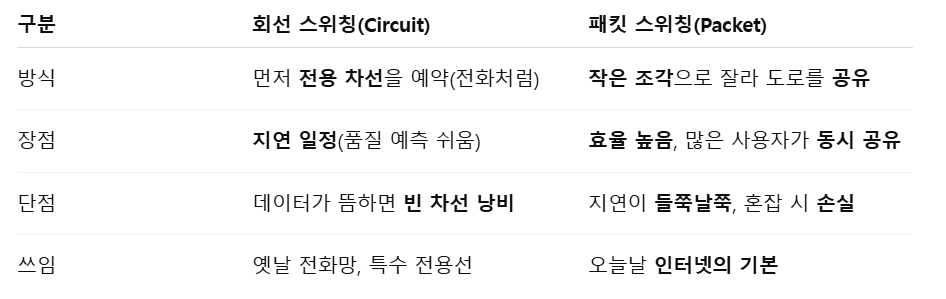 구분 회선 스위칭(Circuit) 패킷 스위칭(Packet)
방식 먼저 전용 차선을 예약(전화처럼) 작은 조각으로 잘라 도로를 공유
장점 지연 일정(품질 예측 쉬움) 효율 높음, 많은 사용자가 동시 공유
단점 데이터가 뜸하면 빈 차선 낭비 지연이 들쭉날쭉, 혼잡 시 손실
쓰임 옛날 전화망, 특수 전용선 오늘날 인터넷의 기본